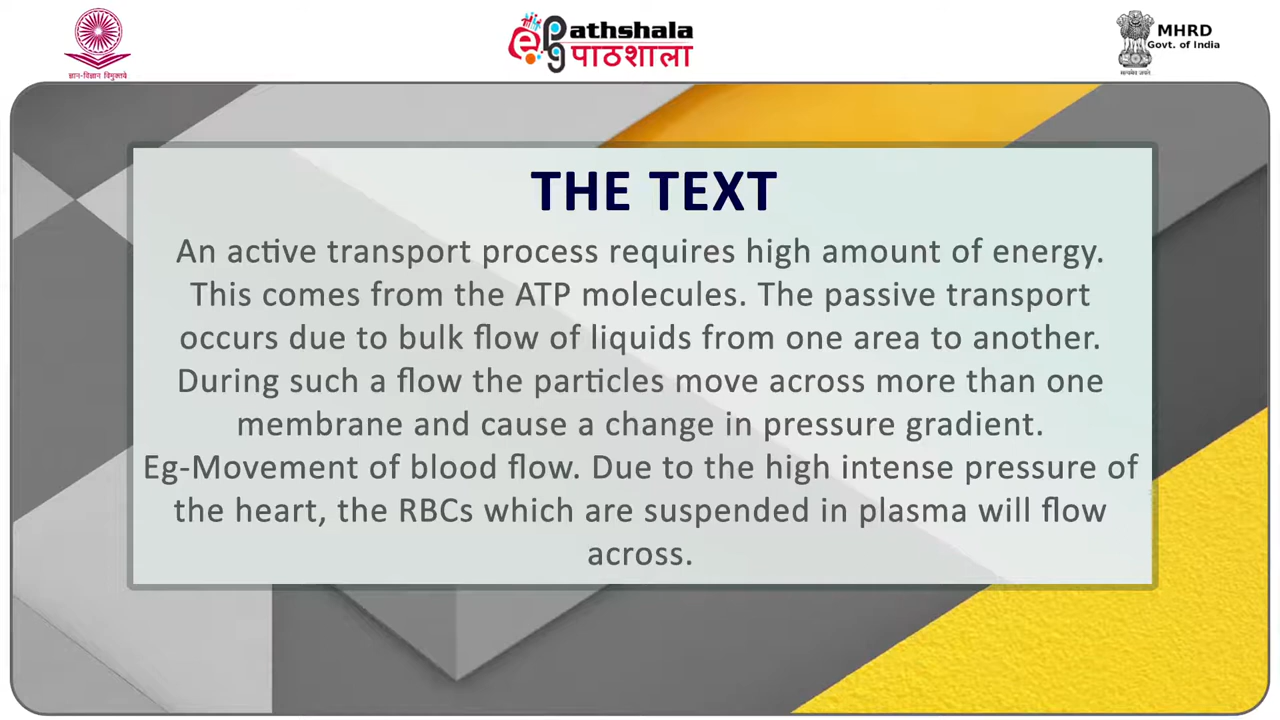 ज्ञान-विज्ञान विमुक्तये
Pathshala
पाठशाला
MHRD
Govt. of India
सत्यमेव जयते
THE TEXT
An active transport process requires high amount of energy.
This comes from the ATP molecules. The passive transport
occurs due to bulk flow of liquids from one area to another.
During such a flow the particles move across more than one
membrane and cause a change in pressure gradient.
Eg-Movement of blood flow. Due to the high intense pressure of
the heart, the RBCs which are suspended in plasma will flow
across.